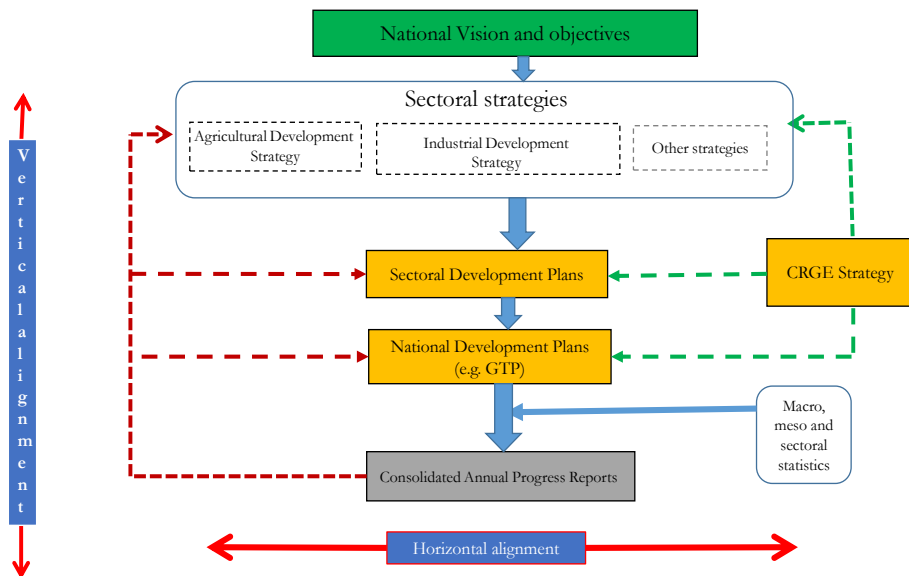 National Vision and objectives
Sectoral strategies
Agricultural Development
Strategy
Industrial Development
Strategy
Other strategies
Vertical alignment
Sectoral Development Plans
CRGE Strategy
National Development Plans
(e.g. GTP)
Macro,
meso and
sectoral
statistics
Consolidated Annual Progress Reports
Horizontal alignment